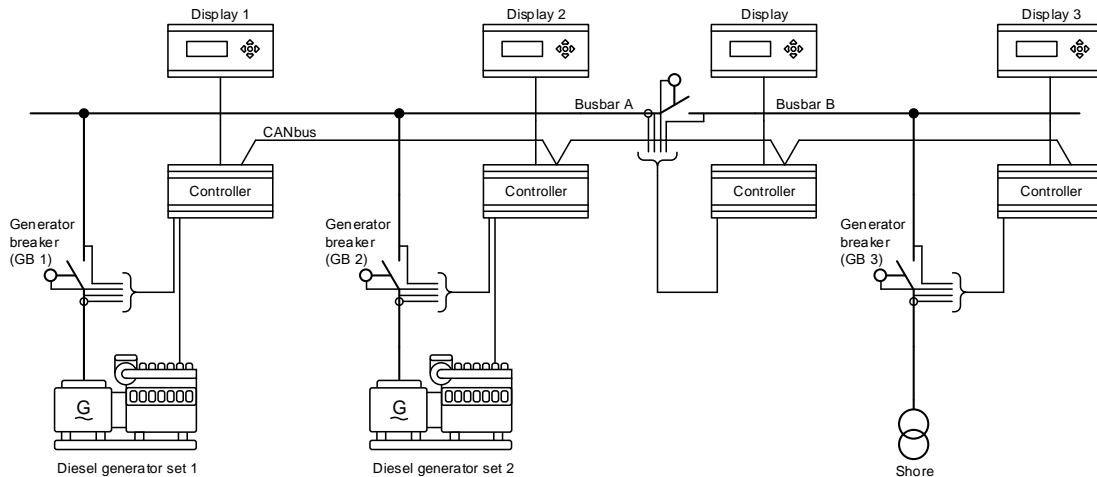 Display 1
Display 2
Display
Display 3
Busbar A
Busbar B
CANbus
Controller
Controller
Controller
Controller
Generator
breaker
(GB 1)
Generator
breaker
(GB 2)
Generator
breaker
(GB 3)
G
G
Diesel generator set 1
Diesel generator set 2
Shore